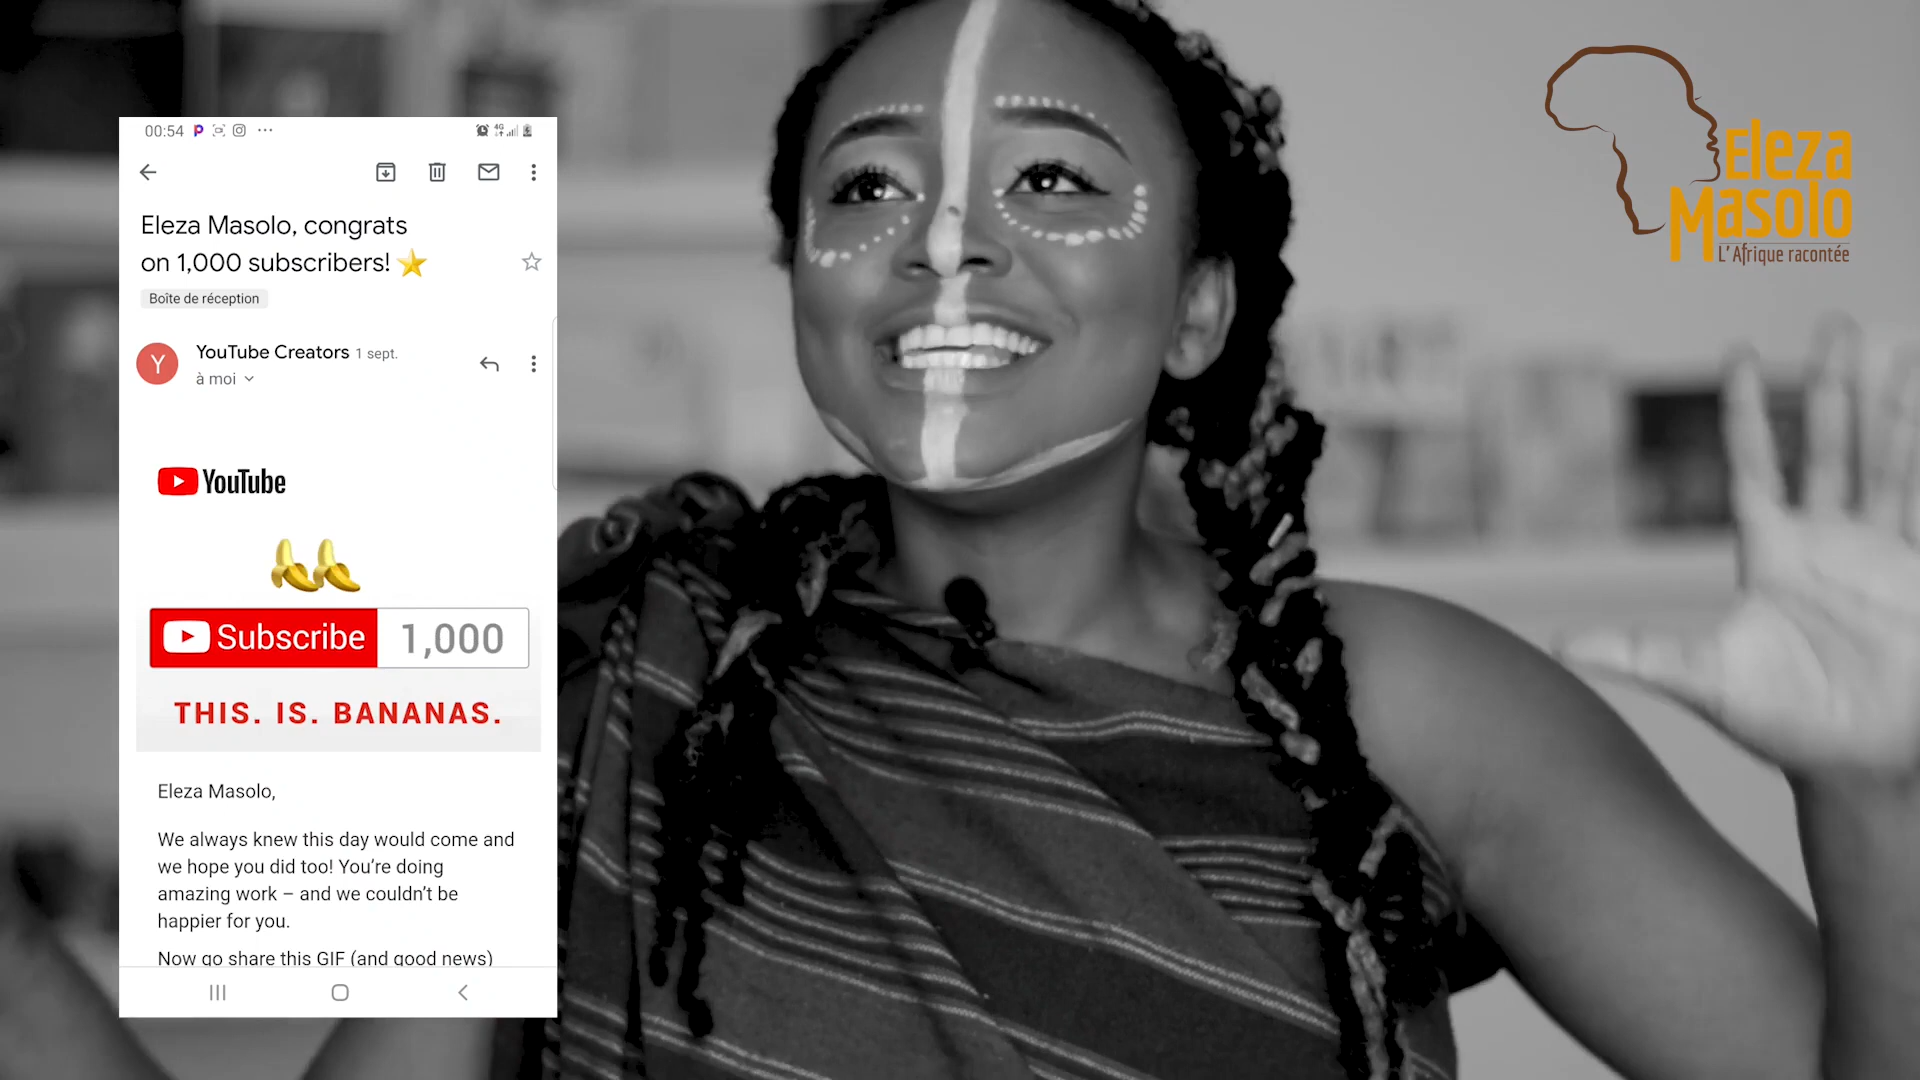 00:54
4G
Eleza Masolo, congrats
on 1,000 subscribers!
Boîte de réception
Y
YouTube Creators 1 sept.
à moi
YouTube
Subscribe 1,000
THIS. IS. BANANAS.
Eleza Masolo,
We always knew this day would come and
we hope you did too! You’re doing
amazing work – and we couldn’t be
happier for you.
Now go share this GIF (and good news)
Eleza
Masolo
L'Afrique racontée